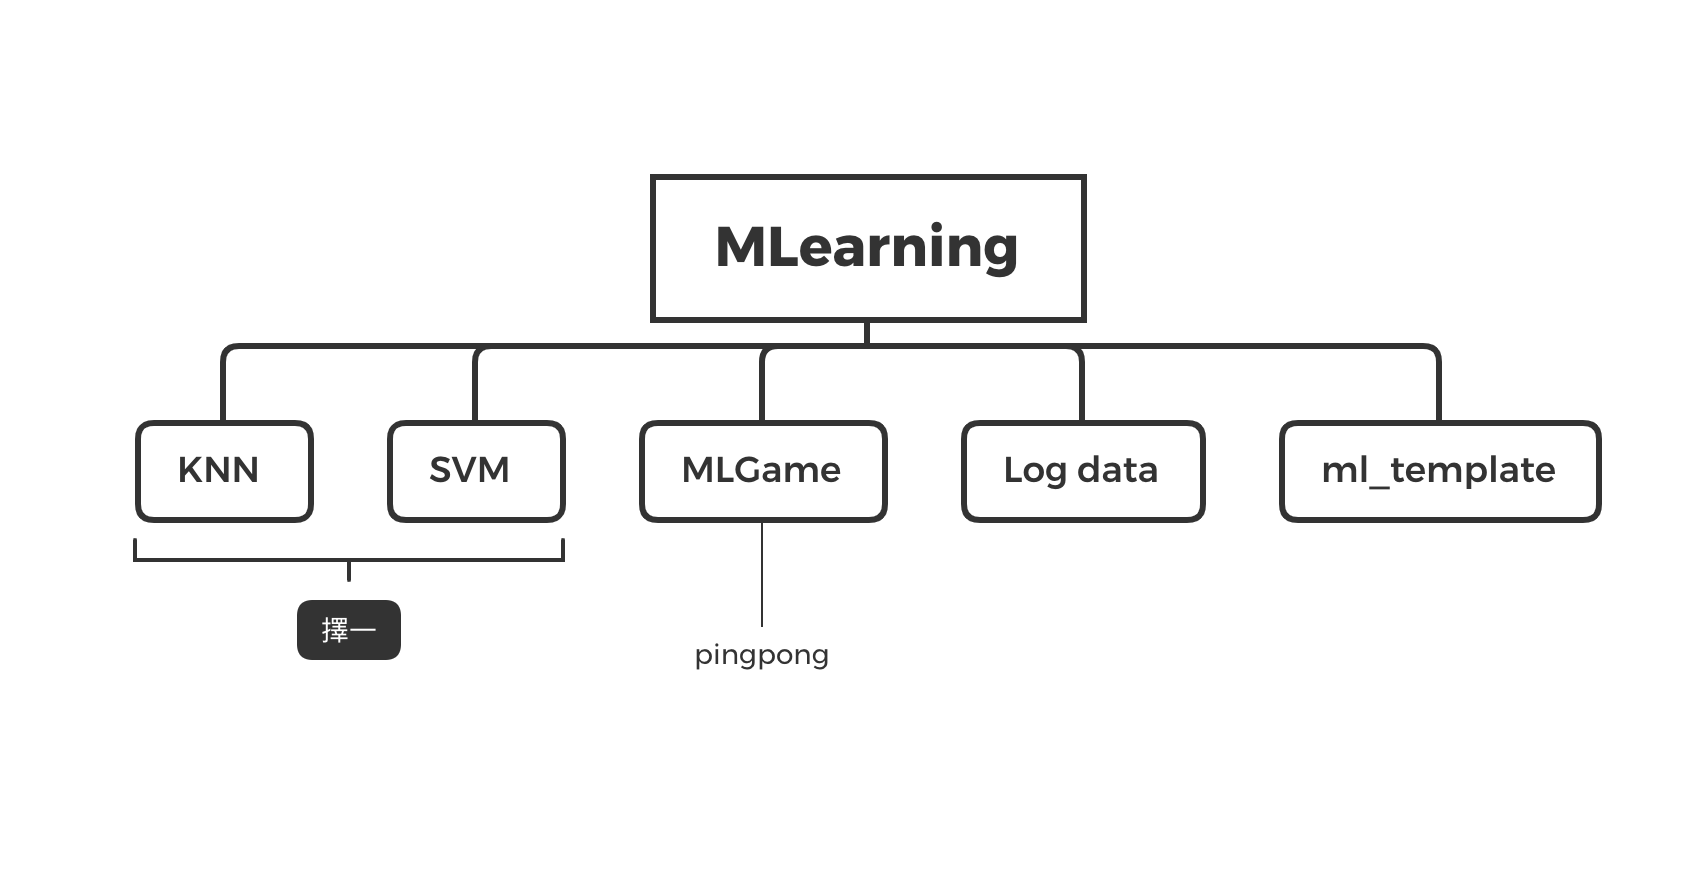 MLearning
KNN
SVM
MLGame
Log data
ml_template
擇一
pingpong